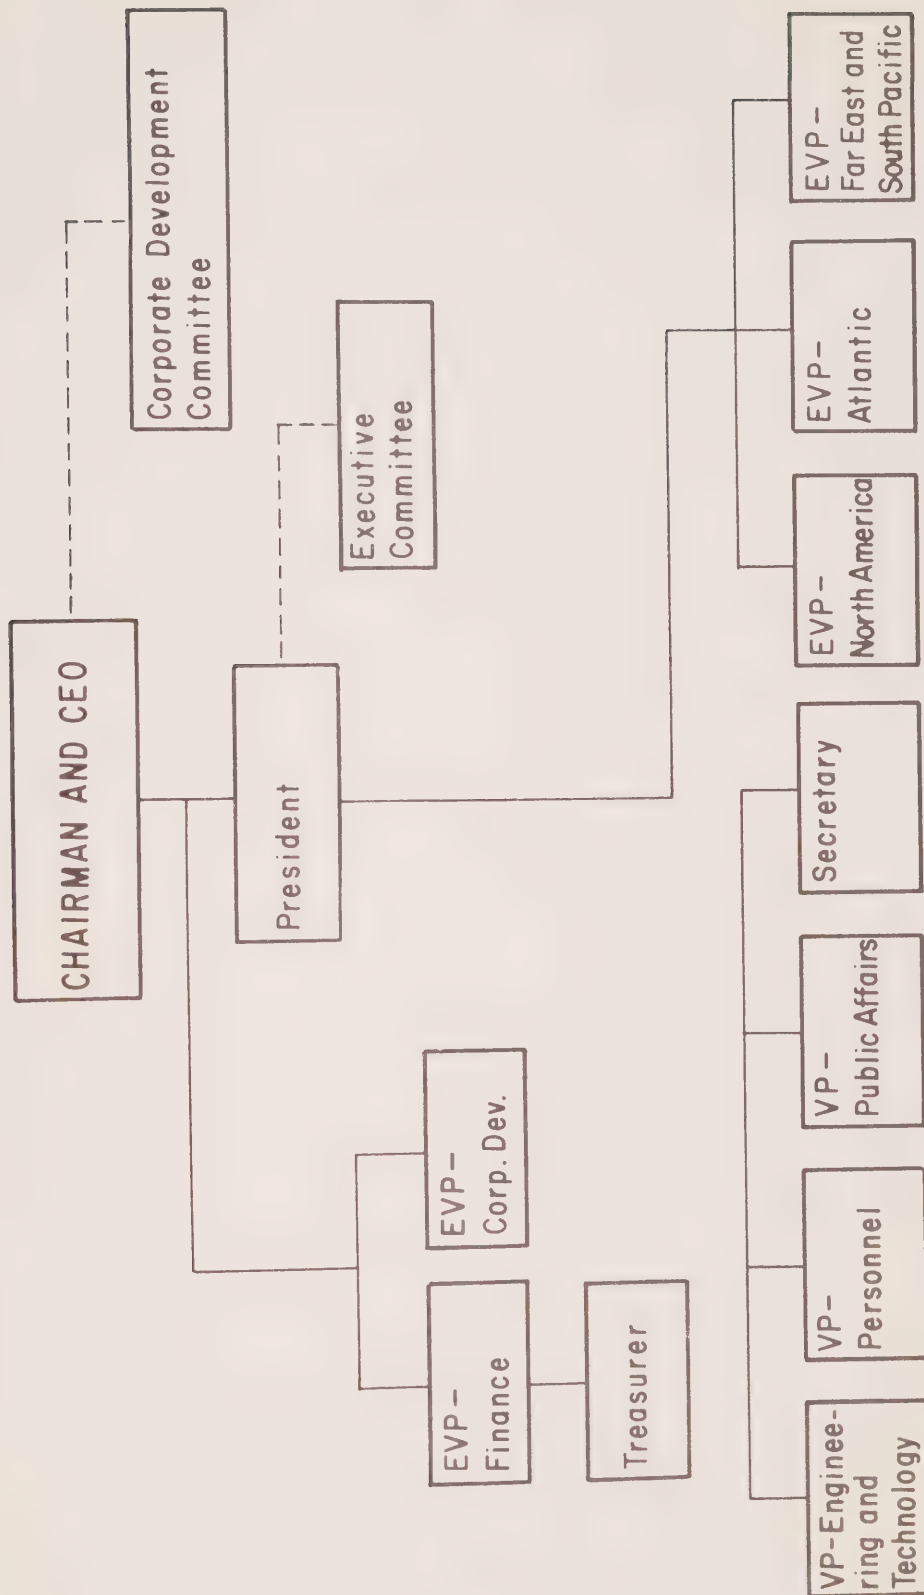 CHAIRMAN AND CEO
Corporate Development
Committee
President
Executive
Committee
EVP-
Finance
EVP-
Corp. Dev.
Treasurer
VP-Enginee-
ring and
Technology
VP-
Personnel
VP-
Public Affairs
Secretary
EVP-
North America
EVP-
Atlantic
EVP-
Far East and
South Pacific